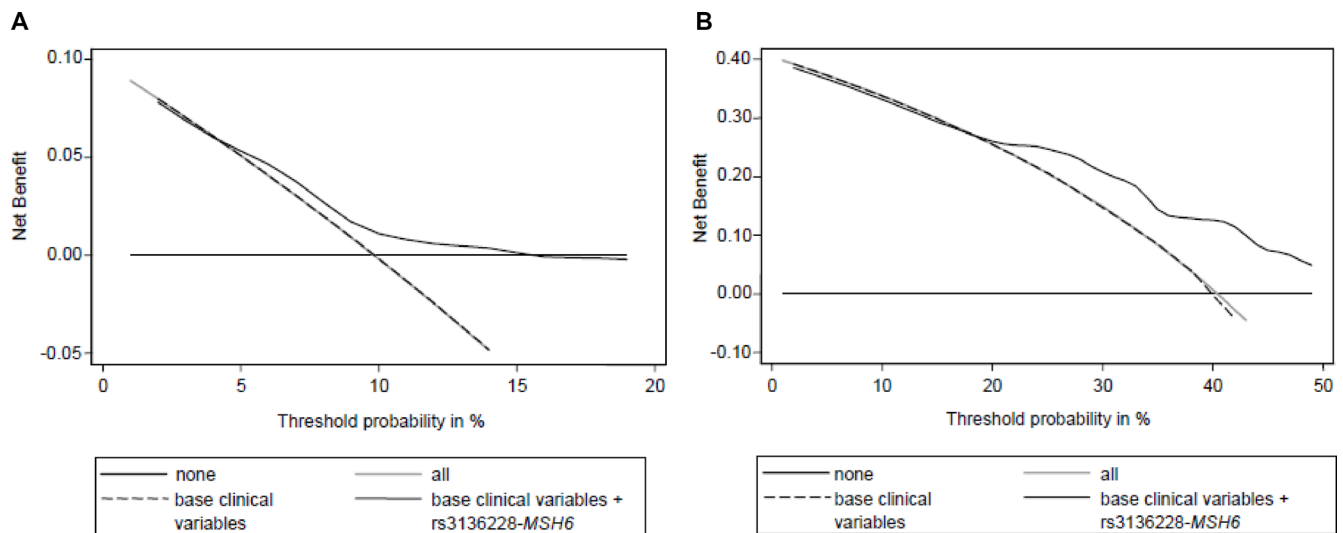 A
0.10
0.05
0.00
-0.05
Net Benefit
0 5 10 15 20
Threshold probability in %
none all
base clinical base clinical variables +
variables rs3136228-MSH6
B
0.40
0.30
0.20
0.10
0.00
-0.10
Net Benefit
0 10 20 30 40 50
Threshold probability in %
none all
base clinical base clinical variables +
variables rs3136228-MSH6